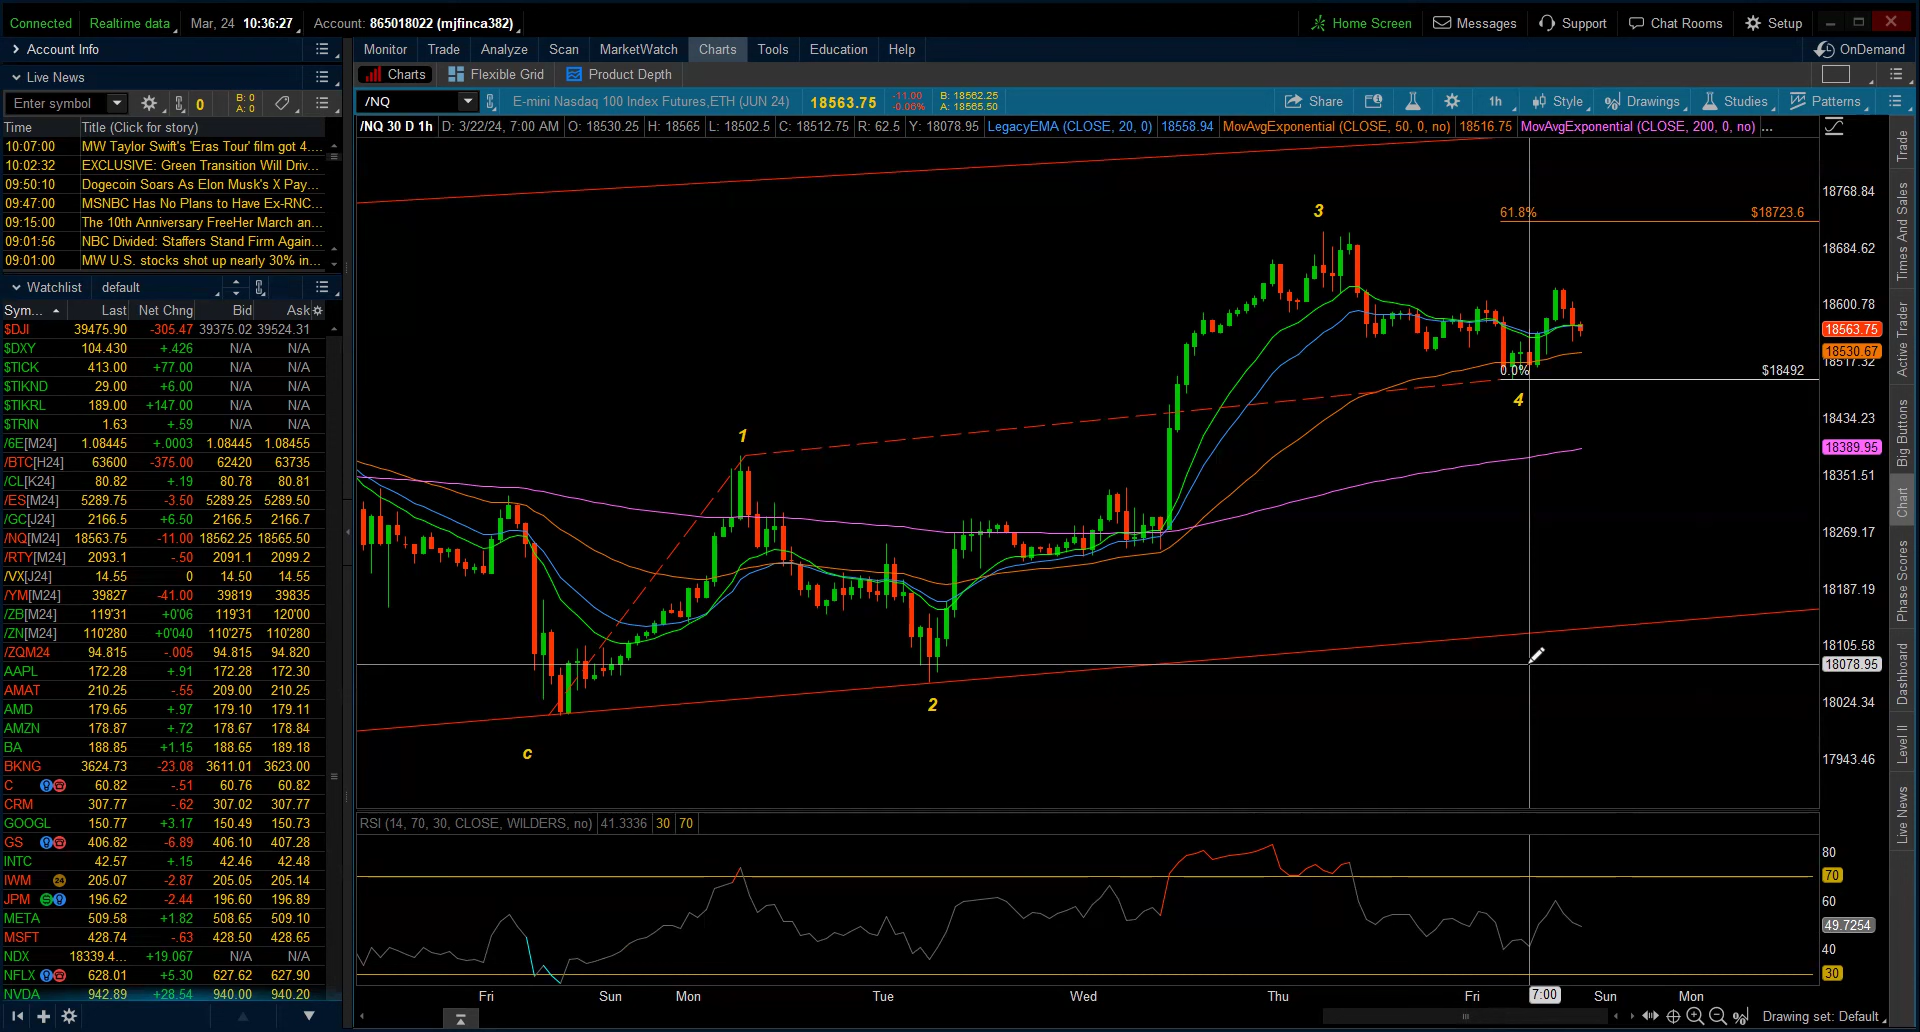 Connected Realtime data Mar, 24 10:36:27 Account: 865018022 (mjfinca382) Home Screen Messages Support Chat Rooms Setup
Account Info Monitor Trade Analyze Scan MarketWatch Charts Tools Education Help OnDemand
Live News Charts Flexible Grid Product Depth
Enter symbol 0 B: 0 A: 0 /NQ E-mini Nasdaq 100 Index Futures,ETH (JUN 24) 18563.75 -11.00 -0.06% B: 18562.25 A: 18565.50 Share 1h Style Drawings Studies Patterns
/NQ 30 D 1h D: 3/22/24, 7:00 AM O: 18530.25 H: 18565 L: 18502.5 C: 18512.75 R: 62.5 Y: 18078.95 LegacyEMA (CLOSE, 20, 0) 18558.94 MovAvgExponential (CLOSE, 50, 0, no) 18516.75 MovAvgExponential (CLOSE, 200, 0, no) ...
Time Title (Click for story)
10:07:00 MW Taylor Swift's 'Eras Tour' film got 4....
10:02:32 EXCLUSIVE: Green Transition Will Driv...
09:50:10 Dogecoin Soars As Elon Musk's X Pay...
09:47:00 MSNBC Has No Plans to Have Ex-RNC...
09:15:00 The 10th Anniversary FreeHer March an...
09:01:56 NBC Divided: Staffers Stand Firm Again...
09:01:00 MW U.S. stocks shot up nearly 30% in...
Watchlist default
Sym... Last Net Chng Bid Ask
$DJI 39475.90 -305.47 39375.02 39524.31
$DXY 104.430 +.426 N/A N/A
$TICK 413.00 +77.00 N/A N/A
$TIKND 29.00 +6.00 N/A N/A
$TIKRL 189.00 +147.00 N/A N/A
$TRIN 1.63 +.59 N/A N/A
/6E[M24] 1.08445 +.0003 1.08445 1.08455
/BTC[H24] 63600 -375.00 62420 63735
/CL[K24] 80.82 +.19 80.78 80.81
/ES[M24] 5289.75 -3.50 5289.25 5289.50
/GC[J24] 2166.5 +6.50 2166.5 2166.7
/NQ[M24] 18563.75 -11.00 18562.25 18565.50
/RTY[M24] 2093.1 -.50 2091.1 2099.2
/VX[J24] 14.55 0 14.50 14.55
/YM[M24] 39827 -41.00 39819 39835
/ZB[M24] 119'31 +0'06 119'31 120'00
/ZN[M24] 110'280 +0'040 110'275 110'280
/ZQM24 94.815 -.005 94.815 94.820
AAPL 172.28 +.91 172.28 172.30
AMAT 210.25 -.55 209.00 210.25
AMD 179.65 +.97 179.10 179.11
AMZN 178.87 +.72 178.67 178.84
BA 188.85 +1.15 188.65 189.18
BKNG 3624.73 -23.08 3611.01 3623.00
C 60.82 -.51 60.76 60.82
CRM 307.77 -.62 307.02 307.77
GOOGL 150.77 +3.17 150.49 150.73
GS 406.82 -6.89 406.10 407.28
INTC 42.57 +.15 42.46 42.48
IWM 24 205.07 -2.87 205.05 205.14
JPM 196.62 -2.44 196.60 196.89
META 509.58 +1.82 508.65 509.10
MSFT 428.74 -.63 428.50 428.65
NDX 18339.4... +19.067 N/A N/A
NFLX 628.01 +5.30 627.62 627.90
NVDA 942.89 +28.54 940.00 940.20
3
61.8% $18723.6
0.0% $18492
4
1
2
c
18768.84
18684.62
18600.78
18563.75
18530.67
18517.32
18434.23
18389.95
18351.51
18269.17
18187.19
18105.58
18078.95
18024.34
17943.46
RSI (14, 70, 30, CLOSE, WILDERS, no) 41.3336 30 70
80
70
60
49.7254
40
30
Fri Sun Mon Tue Wed Thu Fri 7:00 Sun Mon
Drawing set: Default
Trade
Times And Sales
Active Trader
Big Buttons
Chart
Phase Scores
Dashboard
Level II
Live News